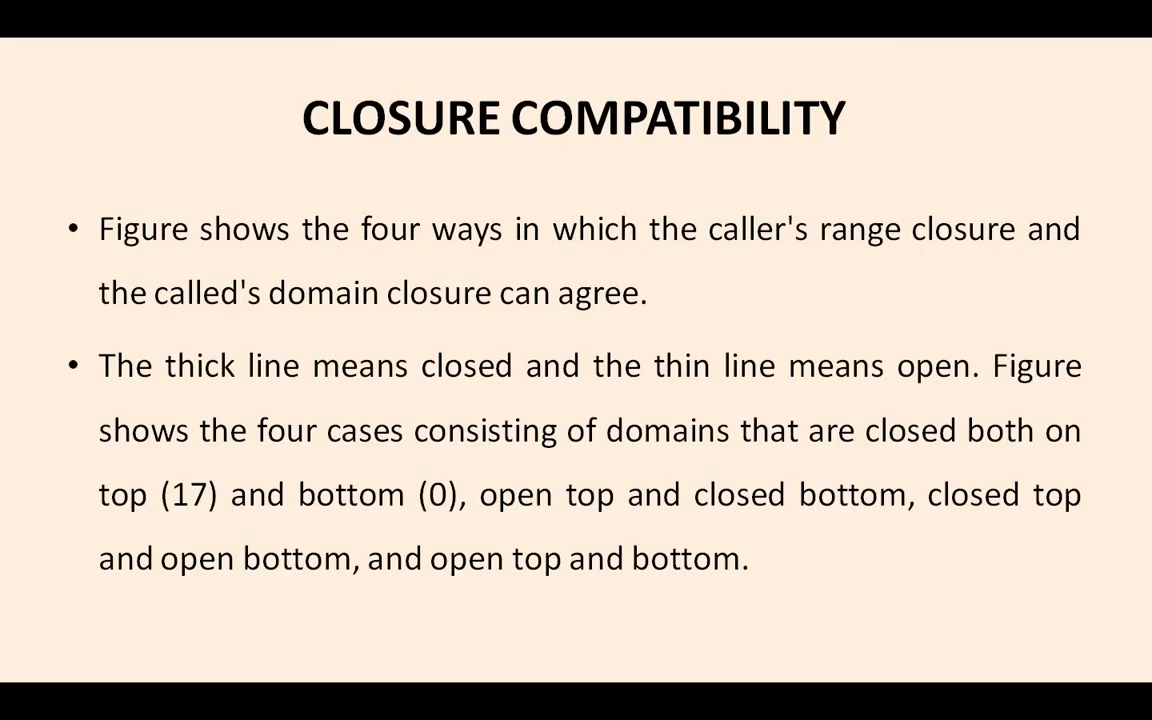 CLOSURE COMPATIBILITY
• Figure shows the four ways in which the caller's range closure and
the called's domain closure can agree.
• The thick line means closed and the thin line means open. Figure
shows the four cases consisting of domains that are closed both on
top (17) and bottom (0), open top and closed bottom, closed top
and open bottom, and open top and bottom.